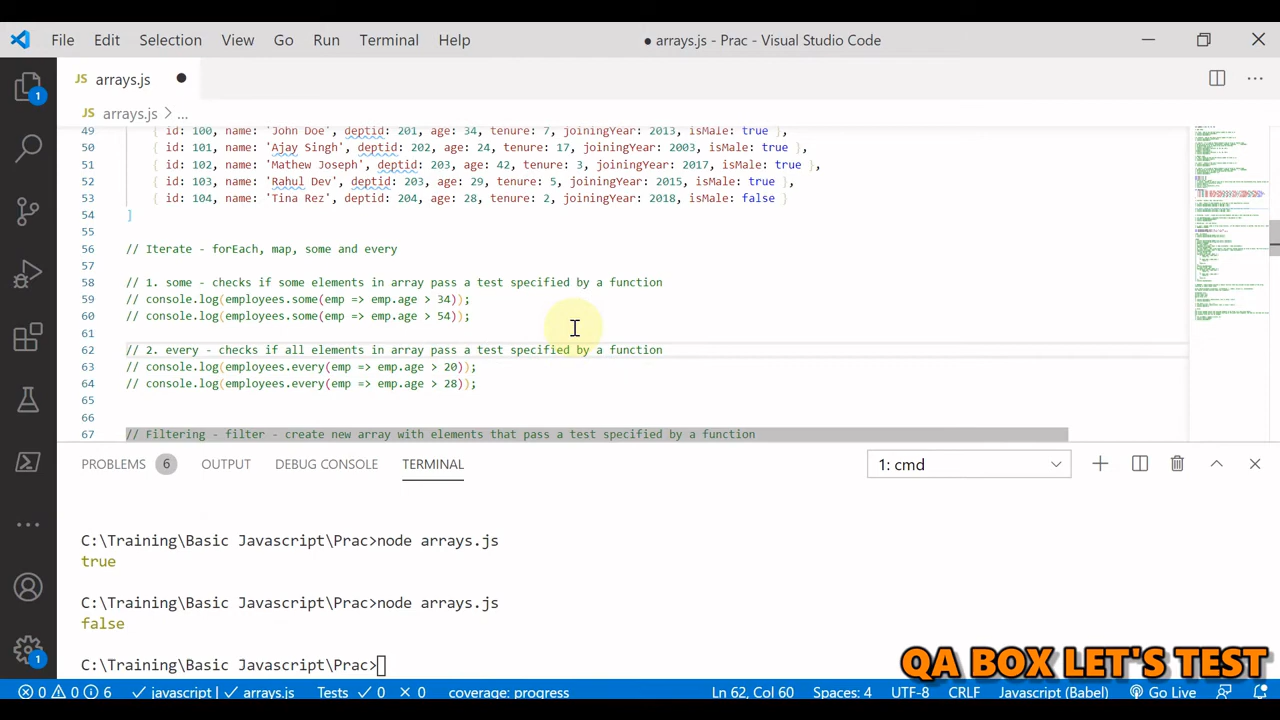 File Edit Selection View Go Run Terminal Help
● arrays.js - Prac - Visual Studio Code
JS arrays.js ●
JS arrays.js > ...
49 { id: 100, name: 'John Doe', deptid: 201, age: 34, tenure: 7, joiningYear: 2013, isMale: true },
50 { id: 101, name: 'Ajay Singh', deptid: 202, age: 24 17, joiningYear: isMale: true
51 { id: 102, name: deptid: age: tenure: 3, joiningYear: isMale: true },
52 { id: 103, name: 'Rahul Dev', deptid: 203, age: 29, tenure: 5, joiningYear: 2015, isMale: true
53 { id: 104, name: 'Tina Rez', deptid: 204, age: 28, tenure: 2, joiningYear: 2018, isMale: false
54 ]
55
56 // Iterate - forEach, map, some, every
57
58 // 1. some - checks if some elements in array pass a test specified by a function
59 // console.log(employees.some(emp => emp.age > 34));
60 // console.log(employees.some(emp => emp.age > 54));
61
62 // 2. every - checks if all elements in array pass a test specified by a function
63 // console.log(employees.every(emp => emp.age > 20));
64 // console.log(employees.every(emp => emp.age > 28));
65
66
67 // Filtering - filter - create new array with elements that pass a test specified by a function
PROBLEMS 6 OUTPUT DEBUG CONSOLE TERMINAL 1: cmd
C:\Training\Basic Javascript\Prac>node arrays.js
true
C:\Training\Basic Javascript\Prac>node arrays.js
false
C:\Training\Basic Javascript\Prac>
QA BOX LET'S TEST
0 0 6 javascript | arrays.js Tests 0 0 coverage: progress Ln 62, Col 60 Spaces: 4 UTF-8 CRLF Javascript (Babel) Go Live